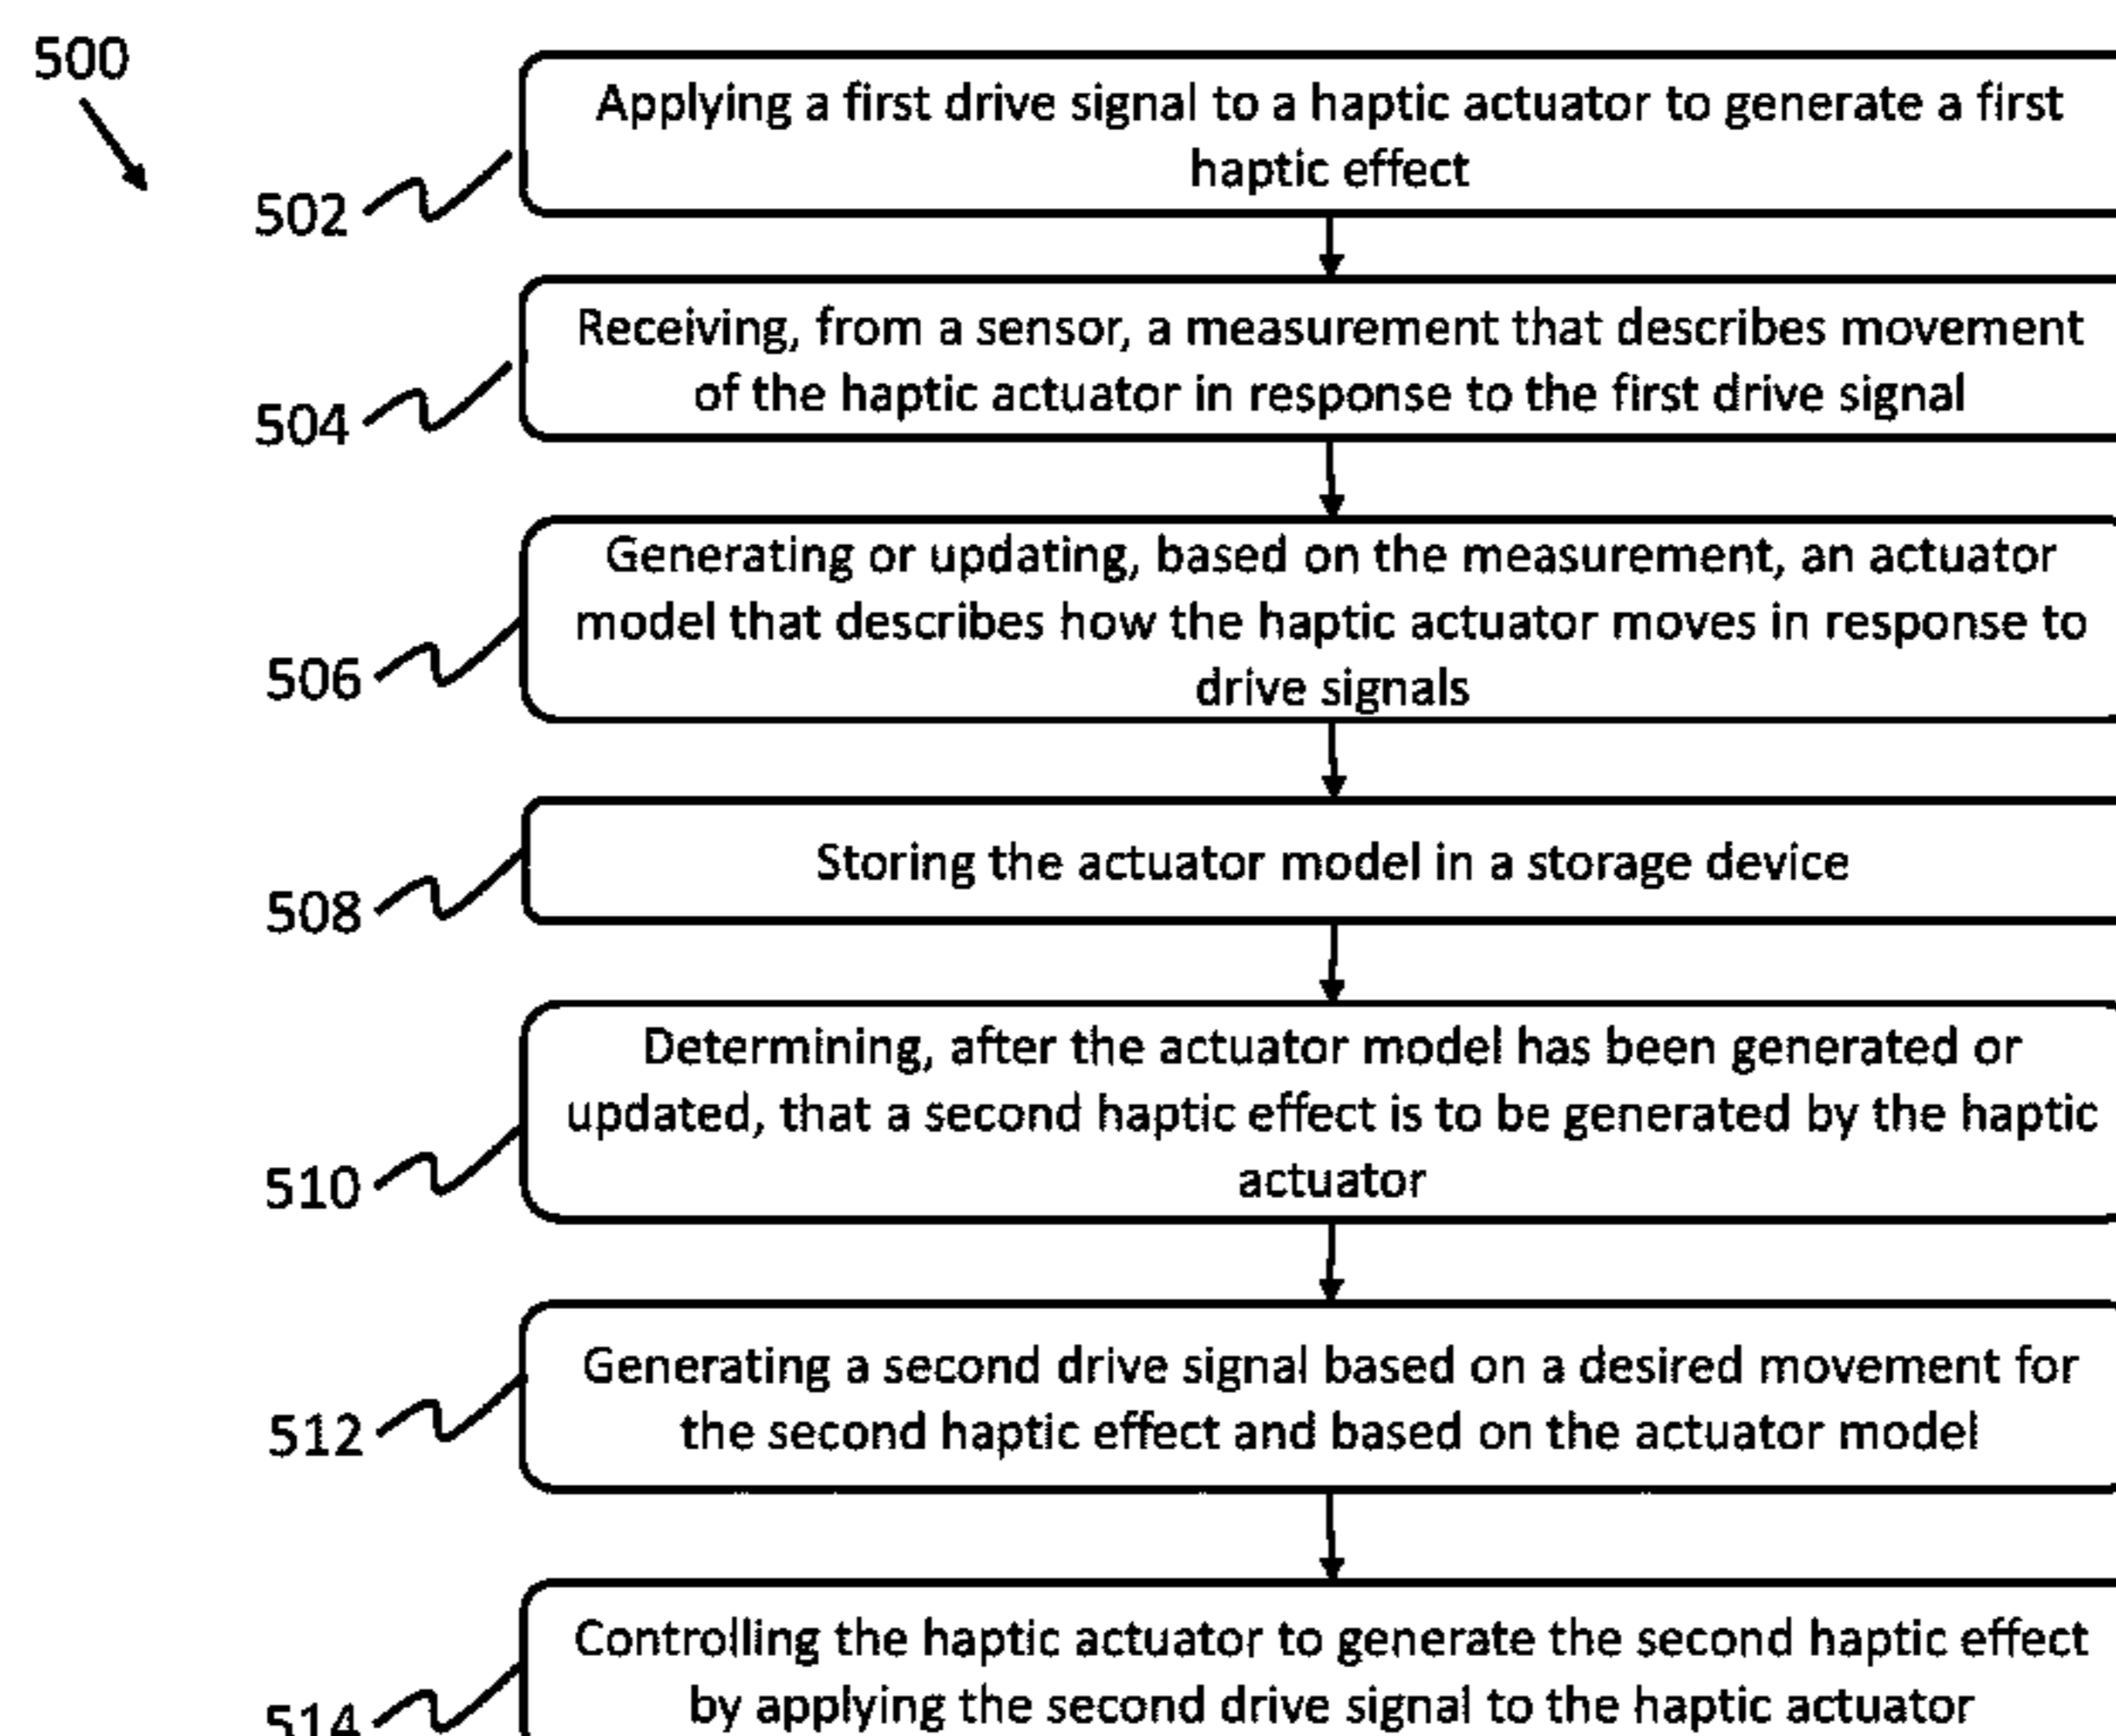 500
Applying a first drive signal to a haptic actuator to generate a first
haptic effect
502
Receiving, from a sensor, a measurement that describes movement
of the haptic actuator in response to the first drive signal
504
Generating or updating, based on the measurement, an actuator
model that describes how the haptic actuator moves in response to
drive signals
506
Storing the actuator model in a storage device
508
Determining, after the actuator model has been generated or
updated, that a second haptic effect is to be generated by the haptic
actuator
510
Generating a second drive signal based on a desired movement for
the second haptic effect and based on the actuator model
512
Controlling the haptic actuator to generate the second haptic effect
by applying the second drive signal to the haptic actuator
514